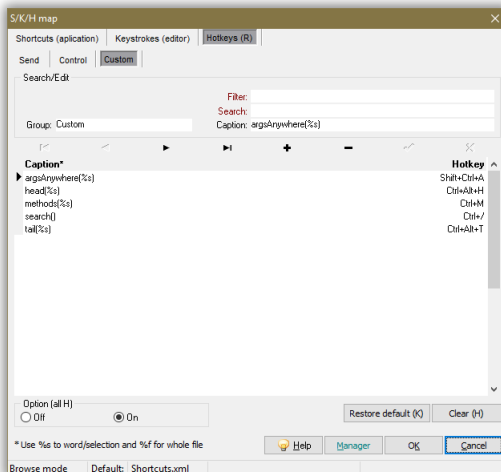 S/K/H map
Shortcuts (aplication) Keystrokes (editor) Hotkeys (R)
Send Control Custom
Search/Edit
Filter:
Search:
Group: Custom Caption: argsAnywhere(%s)
Caption* Hotkey
argsAnywhere(%s) Shift+Ctrl+A
head(%s) Ctrl+Alt+H
methods(%s) Ctrl+M
search() Ctrl+/
tail(%s) Ctrl+Alt+T
Option (all H)
Off On
Restore default (K) Clear (H)
* Use %s to word/selection and %f for whole file
Help Manager OK Cancel
Browse mode Default: Shortcuts.xml